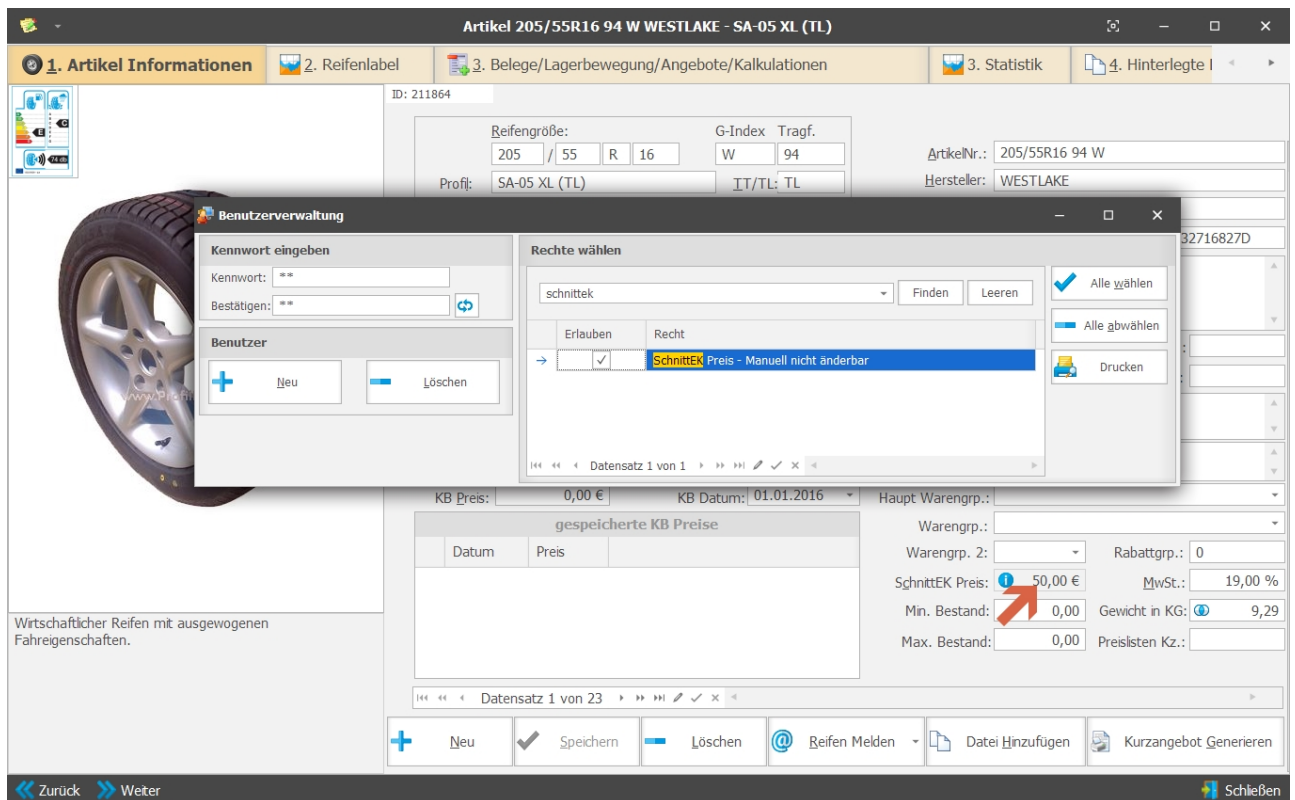 Artikel 205/55R16 94 W WESTLAKE - SA-05 XL (TL)
1. Artikel Informationen
2. Reifenlabel
3. Belege/Lagerbewegung/Angebote/Kalkulationen
3. Statistik
4. Hinterlegte
ID: 211864
E
C
74 db
Reifengröße: G-Index Tragf.
205 / 55 R 16 W 94
ArtikelNr.: 205/55R16 94 W
Profil: SA-05 XL (TL) TT/TL: TL
Hersteller: WESTLAKE
32716827D
Benutzerverwaltung
Kennwort eingeben
Kennwort: **
Bestätigen: **
Benutzer
Neu
Löschen
Rechte wählen
schnittek
Finden
Leeren
Erlauben Recht
SchnittEK Preis - Manuell nicht änderbar
Datensatz 1 von 1
Alle wählen
Alle abwählen
Drucken
KB Preis: 0,00 € KB Datum: 01.01.2016
Haupt Warengrp.:
gespeicherte KB Preise
Datum Preis
Warengrp.:
Warengrp. 2: Rabattgrp.: 0
SchnittEK Preis: 50,00 € MwSt.: 19,00 %
Min. Bestand: 0,00 Gewicht in KG: 9,29
Max. Bestand: 0,00 Preislisten Kz.:
Wirtschaftlicher Reifen mit ausgewogenen
Fahreigenschaften.
Datensatz 1 von 23
Neu
Speichern
Löschen
Reifen Melden
Datei Hinzufügen
Kurzangebot Generieren
Zurück
Weiter
Schließen